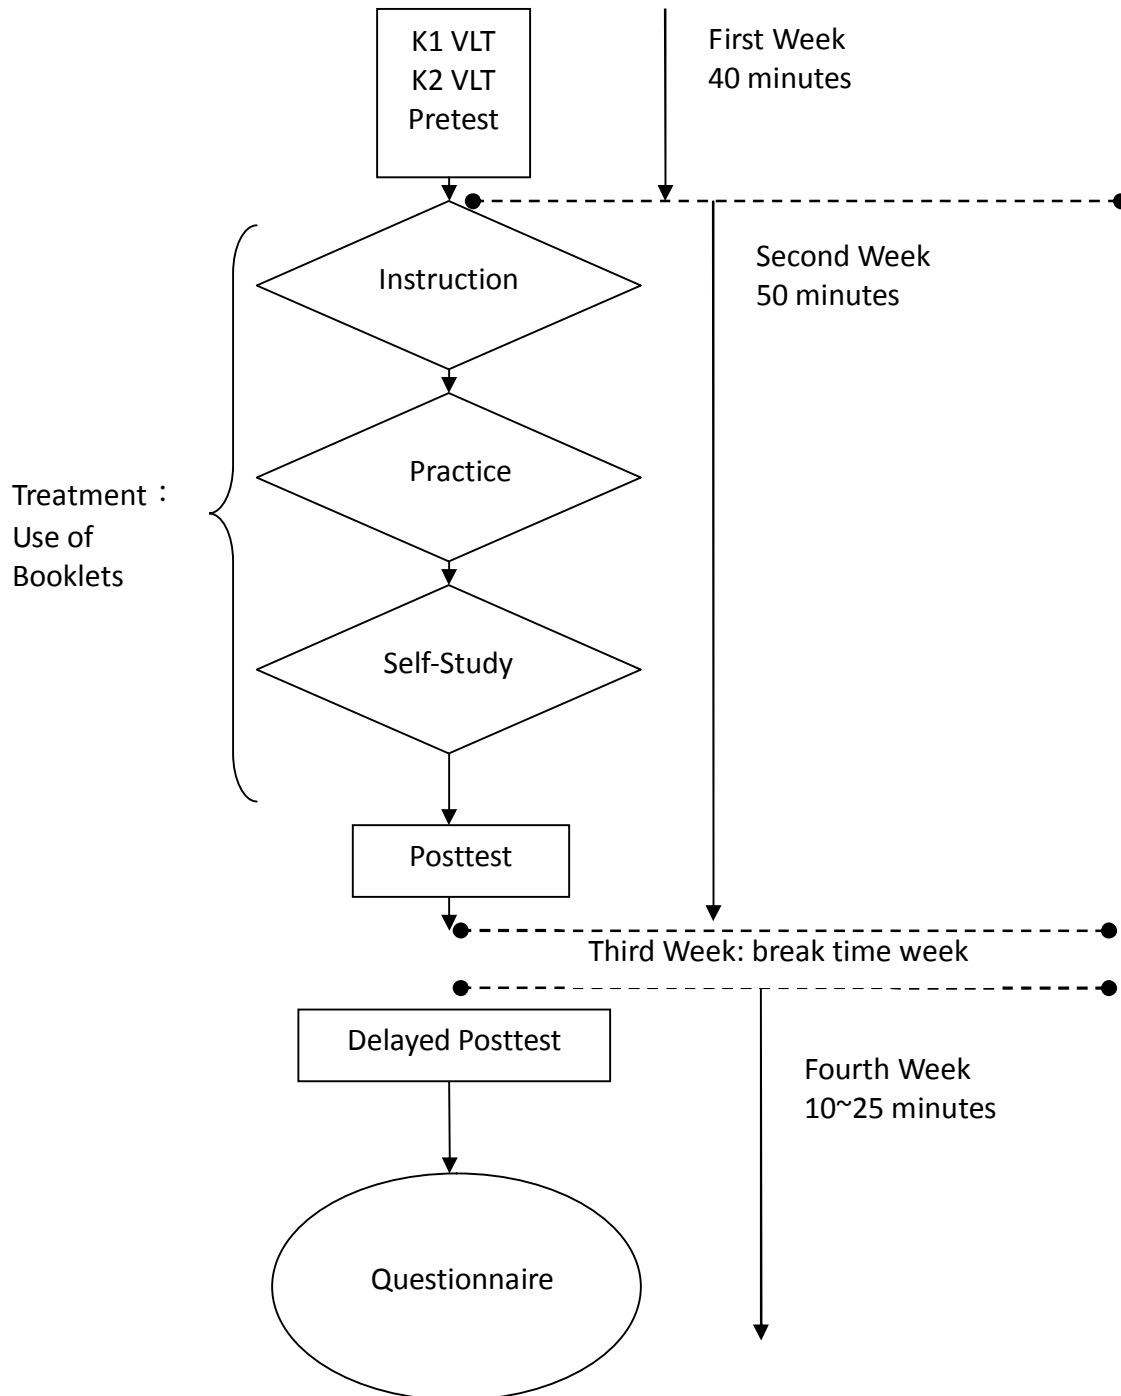 K1 VLT
K2 VLT
Pretest
First Week
40 minutes
Instruction
Second Week
50 minutes
Practice
Treatment：
Use of
Booklets
Self-Study
Posttest
Third Week: break time week
Delayed Posttest
Fourth Week
10~25 minutes
Questionnaire